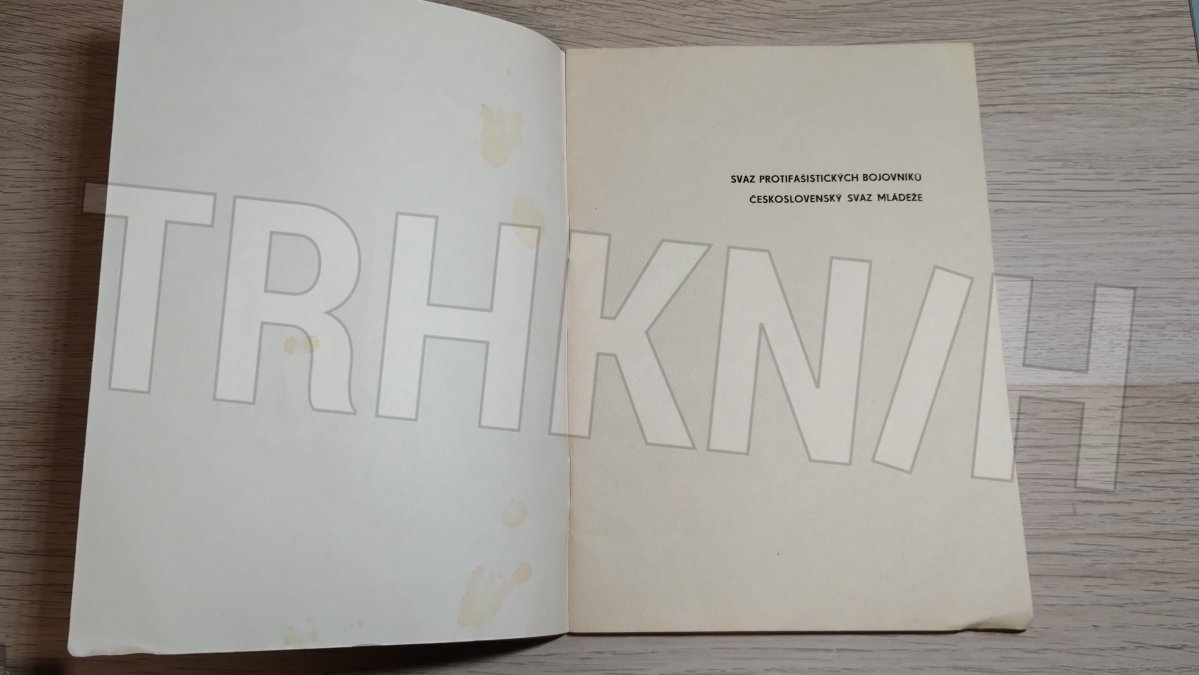 SVAZ PROTIFAŠISTICKÝCH BOJOVNÍKŮ
ČESKOSLOVENSKÝ SVAZ MLÁDEŽE
TRHKNIH